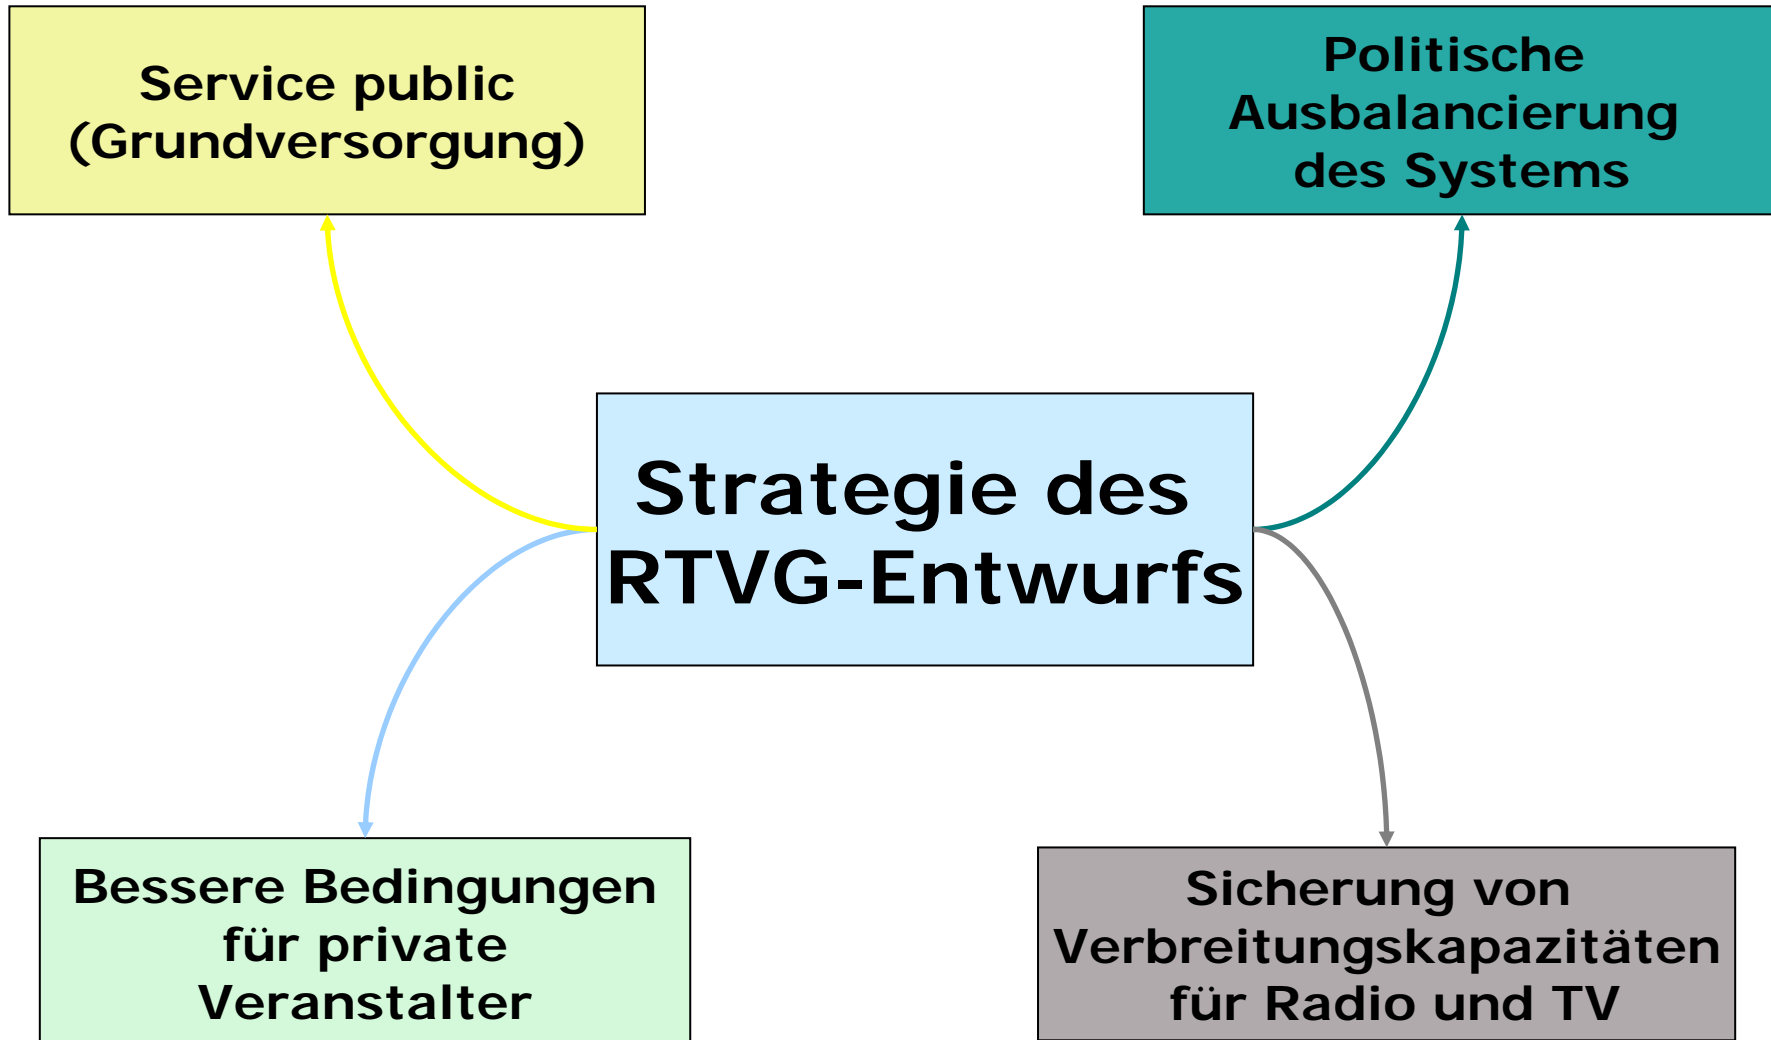 Service public
(Grundversorgung)
Politische
Ausbalancierung
des Systems
Strategie des
RTVG-Entwurfs
Bessere Bedingungen
für private
Veranstalter
Sicherung von
Verbreitungskapazitäten
für Radio und TV